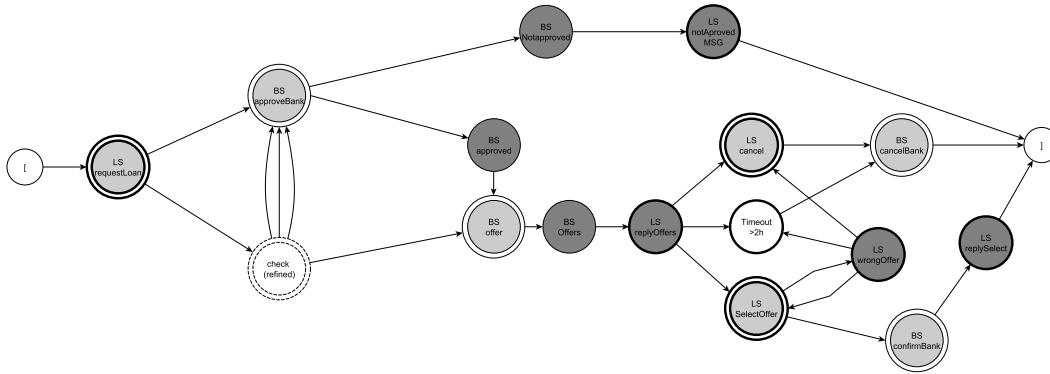 [
LS
requestLoan
BS
approveBank
check
(refined)
BS
Notapproved
LS
notAproved
MSG
BS
approved
BS
offer
BS
Offers
LS
replyOffers
LS
cancel
Timeout
>2h
LS
SelectOffer
LS
wrongOffer
BS
cancelBank
BS
confirmBank
LS
replySelect
]